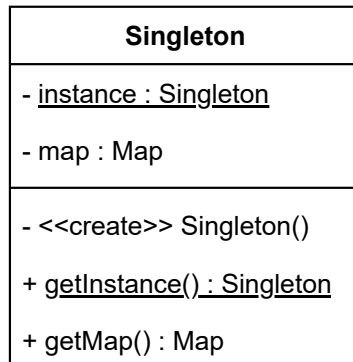 Singleton
- instance : Singleton
- map : Map
- <<create>> Singleton()
+ getInstance() : Singleton
+ getMap() : Map